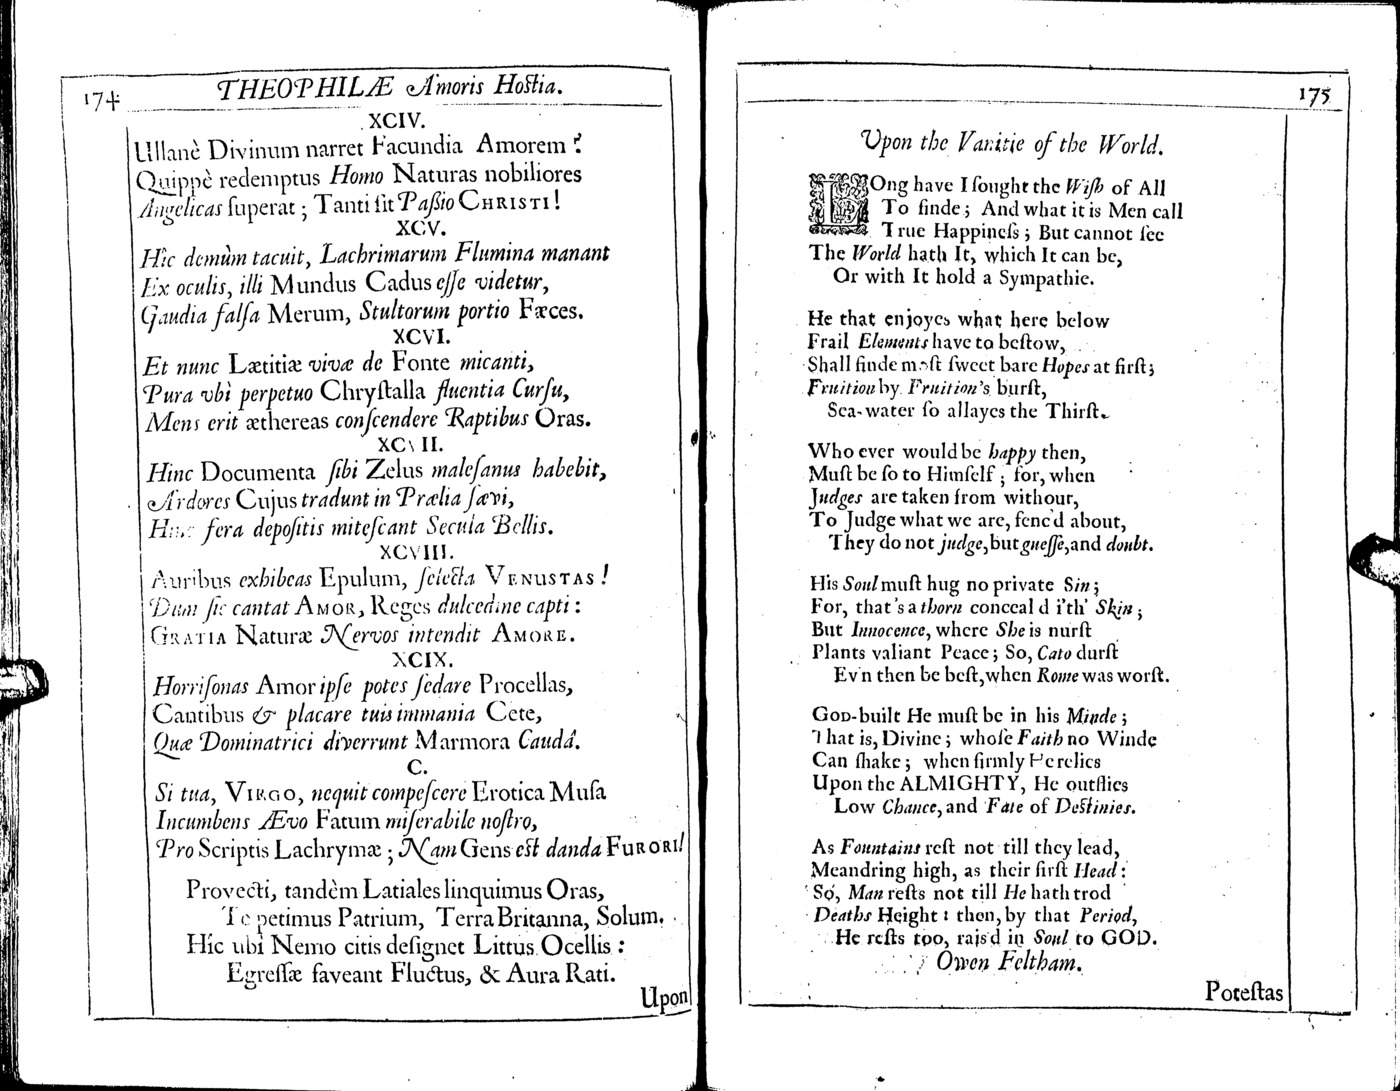 174
THEOPHILÆ Amoris Hostia.
XCIV.
Ullanè Divinum narret Facundia Amorem?
Quippè redemptus Homo Naturas nobiliores
Angelicas ſuperat; Tanti ſit Paſsio CHRISTI!
XCV.
Hîc demùm tacuit, Lachrimarum Flumina manant
Ex oculis, illi Mundus Cadus eſſe videtur,
Gaudia falſa Merum, Stultorum portio Fæces.
XCVI.
Et nunc Lætitiæ vivæ de Fonte micanti,
Pura vbì perpetuo Chryſtalla fluentia Curſu,
Mens erit æthereas conſcendere Raptibus Oras.
XCVII.
Hinc Documenta ſibi Zelus maleſanus habebit,
Ardores Cujus tradunt in Prælia ſævi,
Hinc fera depoſitis miteſcant Secula Bellis.
XCVIII.
Auribus exhibeas Epulum, ſelecta VENUSTAS!
Dum ſic cantat AMOR, Reges dulcedine capti:
GRATIA Naturæ Nervos intendit AMORE.
XCIX.
Horriſonas Amor ipſe potes ſedare Procellas,
Cantibus & placare tuis immania Cete,
Quæ Dominatrici diverrunt Marmora Caudâ.
C.
Si tua, VIRGO, nequit compeſcere Erotica Muſa
Incumbens Ævo Fatum miſerabile noſtro,
Pro Scriptis Lachrymæ; Nam Gens est danda FURORI!
Provecti, tandèm Latiales linquimus Oras,
Te petimus Patrium, Terra Britanna, Solum.
Híc ubi Nemo citis deſignet Littus Ocellis:
Egreſſæ faveant Fluctus, & Aura Rati.
Upon
175
Upon the Vanitie of the World.
LOng have I ſought the Wiſh of All
To finde; And what it is Men call
True Happineſs; But cannot ſee
The World hath It, which It can be,
Or with It hold a Sympathie.
He that enjoyes what here below
Frail Elements have to beſtow,
Shall finde moſt ſweet bare Hopes at firſt;
Fruition by Fruition's burſt,
Sea-water ſo allayes the Thirſt.
Who ever would be happy then,
Muſt be ſo to Himſelf; for, when
Judges are taken from without,
To Judge what we are, fenc'd about,
They do not judge, but gueſſe, and doubt.
His Soul muſt hug no private Sin;
For, that's a thorn conceal d i'th' Skin;
But Innocence, where She is nurſt
Plants valiant Peace; So, Cato durſt
Ev'n then be beſt, when Rome was worſt.
GOD-built He muſt be in his Minde;
That is, Divine; whoſe Faith no Winde
Can ſhake; when firmly He relies
Upon the ALMIGHTY, He outflies
Low Chance, and Fate of Destinies.
As Fountains reſt not till they lead,
Meandring high, as their firſt Head:
So, Man reſts not till He hath trod
Deaths Height: then, by that Period,
He reſts too, rais'd in Soul to GOD.
Owen Feltham.
Poteſtas